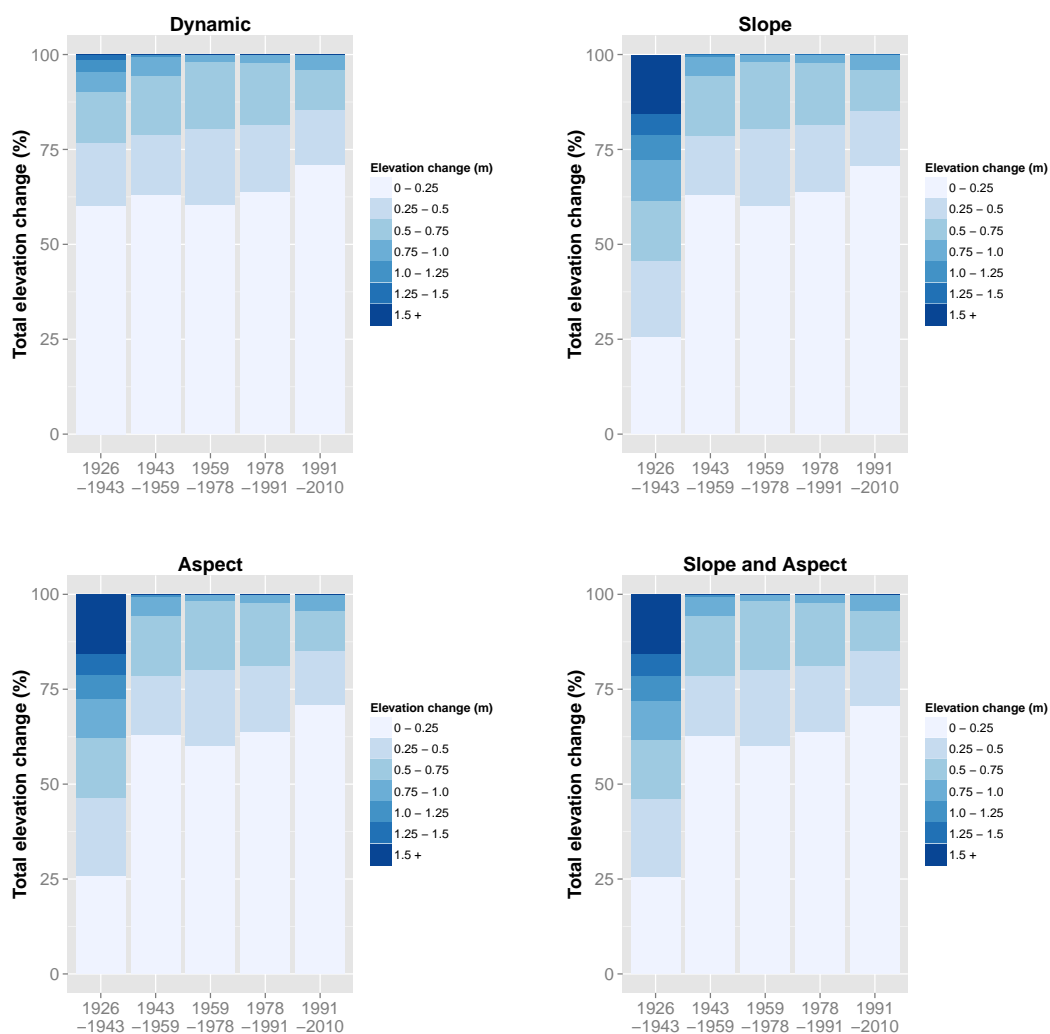 Dynamic
Total elevation change (%)
100
75
50
25
0
1926
−1943
1943
−1959
1959
−1978
1978
−1991
1991
−2010
Elevation change (m)
0 − 0.25
0.25 − 0.5
0.5 − 0.75
0.75 − 1.0
1.0 − 1.25
1.25 − 1.5
1.5 +
Slope
Total elevation change (%)
100
75
50
25
0
1926
−1943
1943
−1959
1959
−1978
1978
−1991
1991
−2010
Elevation change (m)
0 − 0.25
0.25 − 0.5
0.5 − 0.75
0.75 − 1.0
1.0 − 1.25
1.25 − 1.5
1.5 +
Aspect
Total elevation change (%)
100
75
50
25
0
1926
−1943
1943
−1959
1959
−1978
1978
−1991
1991
−2010
Elevation change (m)
0 − 0.25
0.25 − 0.5
0.5 − 0.75
0.75 − 1.0
1.0 − 1.25
1.25 − 1.5
1.5 +
Slope and Aspect
Total elevation change (%)
100
75
50
25
0
1926
−1943
1943
−1959
1959
−1978
1978
−1991
1991
−2010
Elevation change (m)
0 − 0.25
0.25 − 0.5
0.5 − 0.75
0.75 − 1.0
1.0 − 1.25
1.25 − 1.5
1.5 +